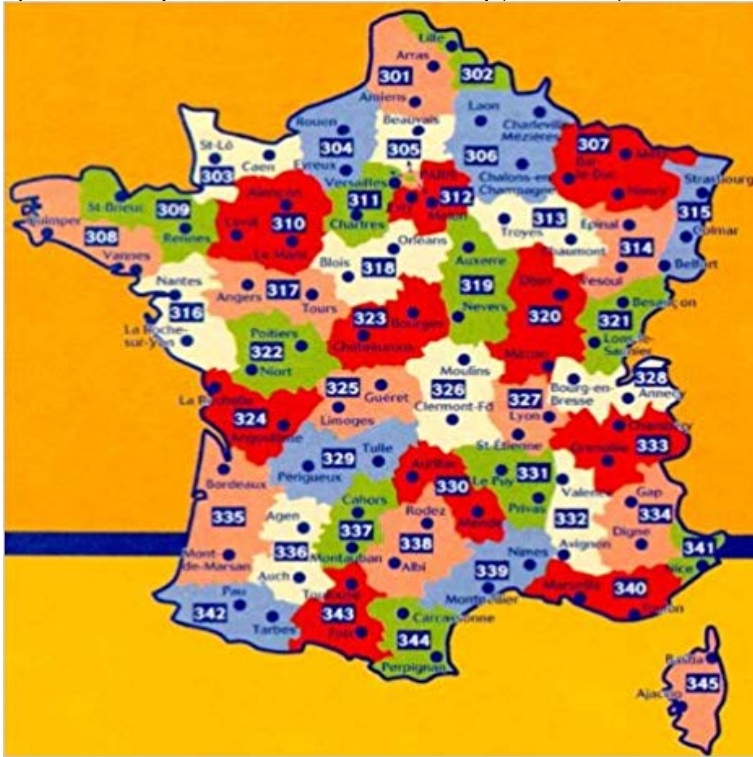 Lille
Arras
301
302
Amiens
Laon
Rouen
Beauvais
Charleville-
Mézières
304
St-Lô
305
306
307
Metz
Caen
Evreux
Bar-
le-Duc
303
Versailles
PARIS
Chalons-en-
Champagne
Strasbourg
Alençon
311
312
Nancy
St-Brieuc
309
Evry
Melun
315
Quimper
Chartres
313
Epinal
310
Laval
Troyes
308
Rennes
Le Mans
Orléans
Chaumont
314
Colmar
Vannes
Blois
318
Auxerre
Vesoul
Belfort
Nantes
319
Dijon
Angers
317
Tours
Besançon
316
323
Nevers
320
321
Bourges
La Roche-
sur-Yon
Poitiers
Lons-le-
Saunier
322
Chateauroux
Niort
Moulins
Mâcon
328
325
Guéret
326
327
Bourg-en-
Bresse
Annecy
La Rochelle
Clermont-Fd
324
Limoges
Lyon
Chambéry
Angoulême
St-Étienne
333
Tulle
Grenoble
329
Aurillac
Périgueux
Le Puy
331
Bordeaux
330
Valence
Cahors
Gap
Privas
335
Agen
Rodez
Mende
332
334
337
338
Digne
336
Nîmes
Avignon
341
Mont-
de-Marsan
Montauban
Albi
339
Nice
Auch
Toulouse
Marseille
340
Pau
Montpellier
342
343
Carcassonne
Toulon
Tarbes
Foix
344
Perpignan
Bastia
345
Ajaccio